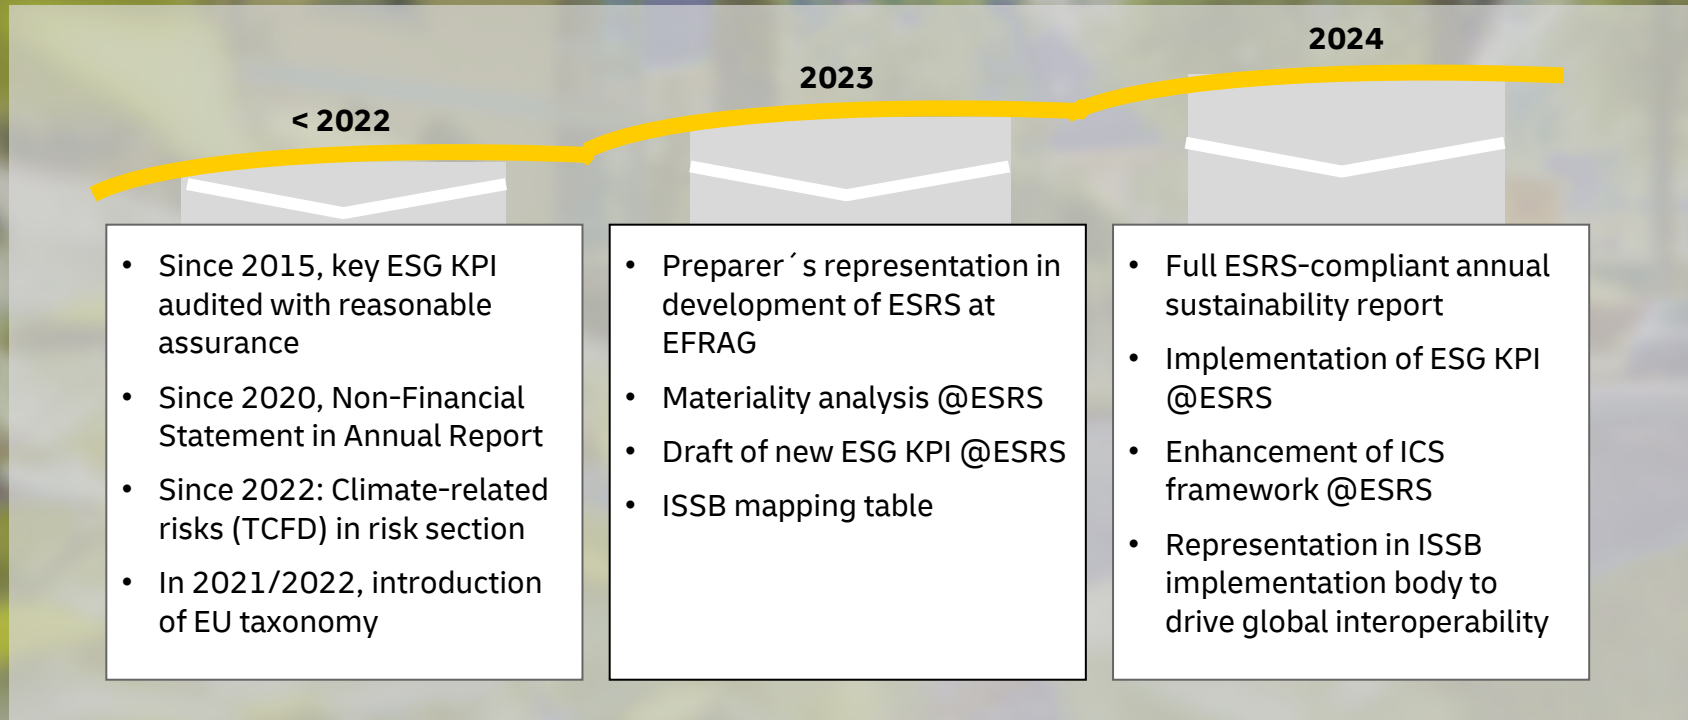 < 2022
• Since 2015, key ESG KPI
audited with reasonable
assurance
• Since 2020, Non-Financial
Statement in Annual Report
• Since 2022: Climate-related
risks (TCFD) in risk section
• In 2021/2022, introduction
of EU taxonomy
2023
• Preparer´s representation in
development of ESRS at
EFRAG
• Materiality analysis @ESRS
• Draft of new ESG KPI @ESRS
• ISSB mapping table
2024
• Full ESRS-compliant annual
sustainability report
• Implementation of ESG KPI
@ESRS
• Enhancement of ICS
framework @ESRS
• Representation in ISSB
implementation body to
drive global interoperability